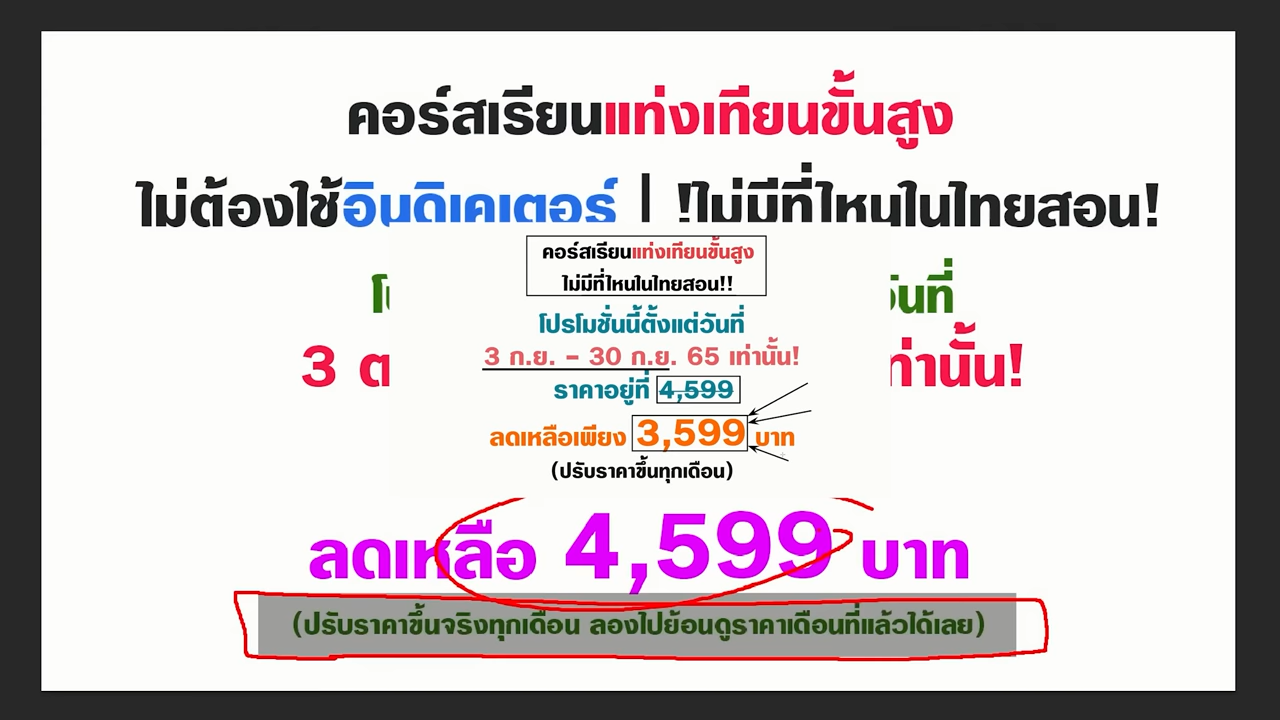 คอร์สเรียนแท่งเทียนขั้นสูง
ไม่ต้องใช้อินดิเคเตอร์ | !ไม่มีที่ไหนในไทยสอน!
คอร์สเรียนแท่งเทียนขั้นสูง
ไม่มีที่ไหนในไทยสอน!!
โปรโมชั่นนี้ตั้งแต่วันที่
3 ก.ย. - 30 ก.ย. 65 เท่านั้น!
ราคาอยู่ที่ 4,599
ลดเหลือเพียง 3,599 บาท
(ปรับราคาขึ้นทุกเดือน)
3 ต
ท่านั้น!
ลดเหลือ 4,599 บาท
(ปรับราคาขึ้นจริงทุกเดือน ลองไปย้อนดูราคาเดือนที่แล้วได้เลย)